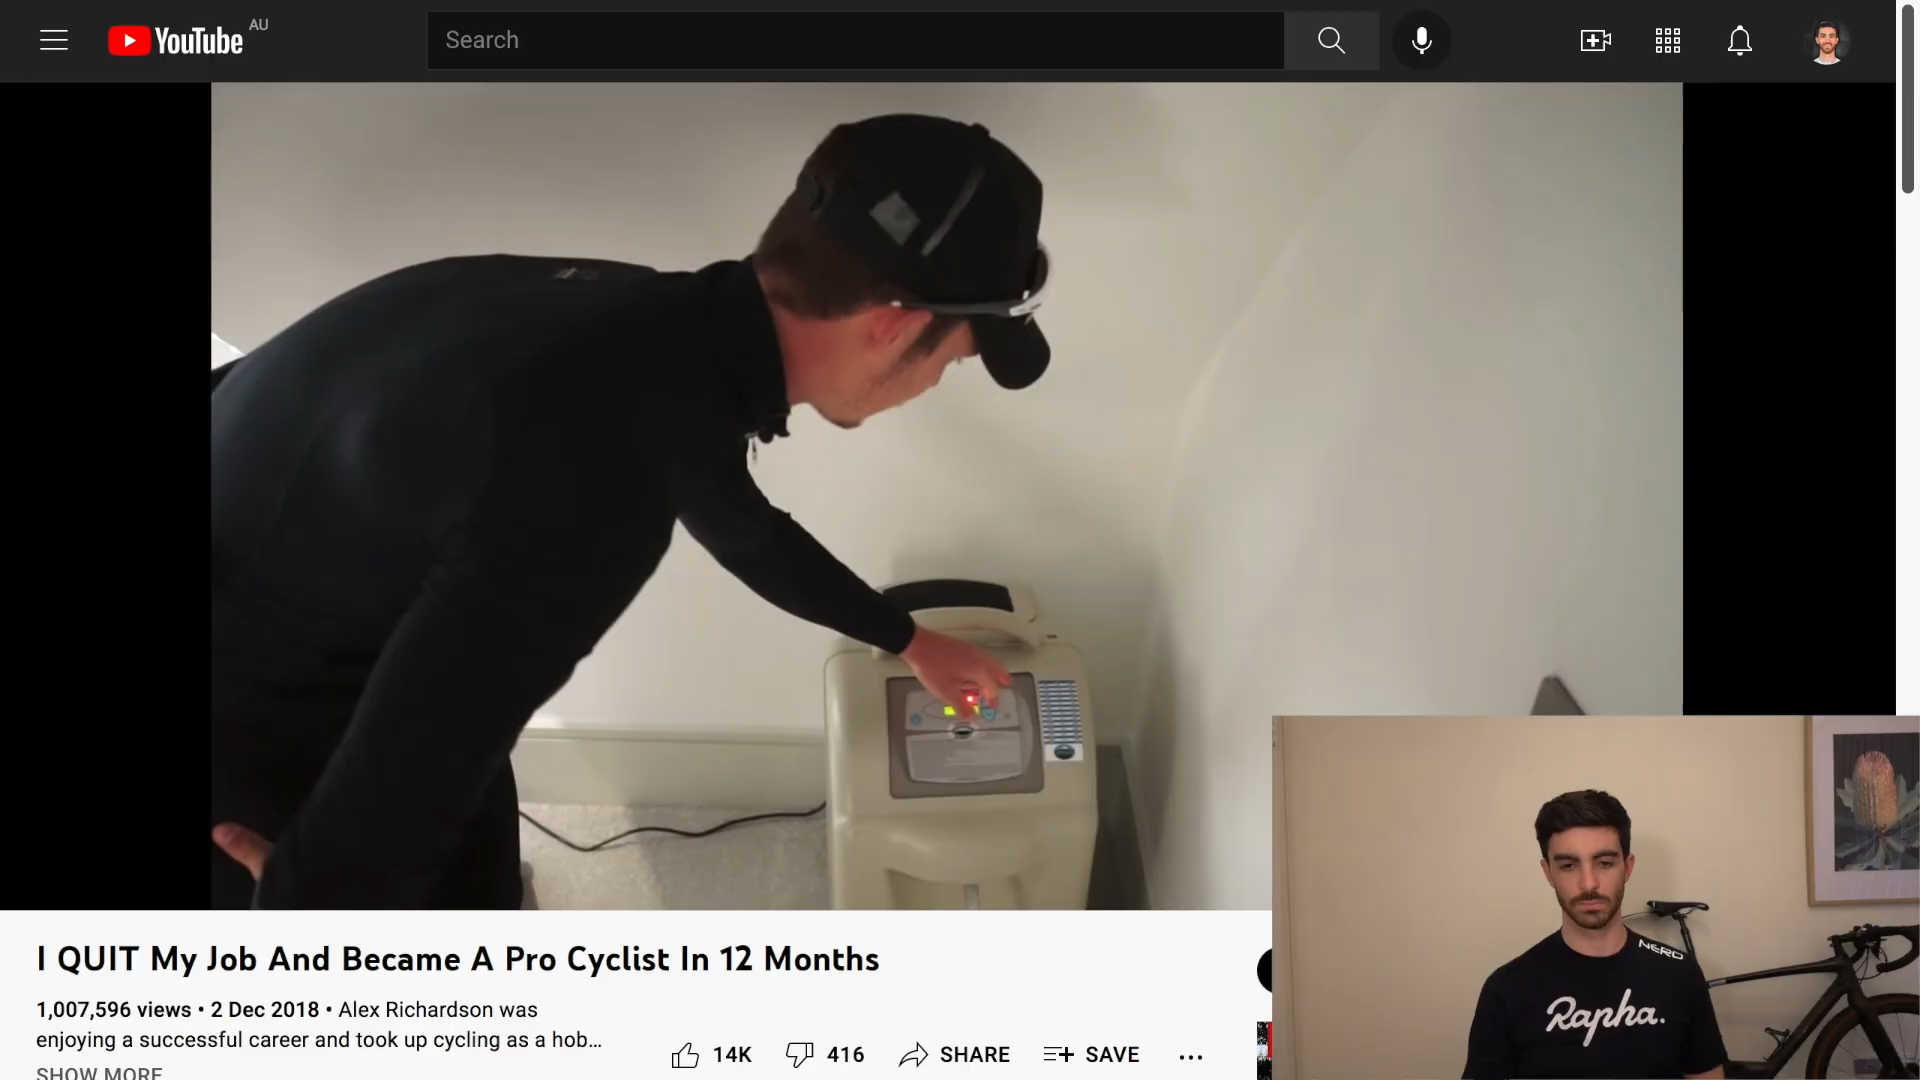 YouTube AU
Search
I QUIT My Job And Became A Pro Cyclist In 12 Months
1,007,596 views • 2 Dec 2018 • Alex Richardson was
enjoying a successful career and took up cycling as a hob...
14K 416 SHARE SAVE
SHOW MORE
NERO
Rapha.